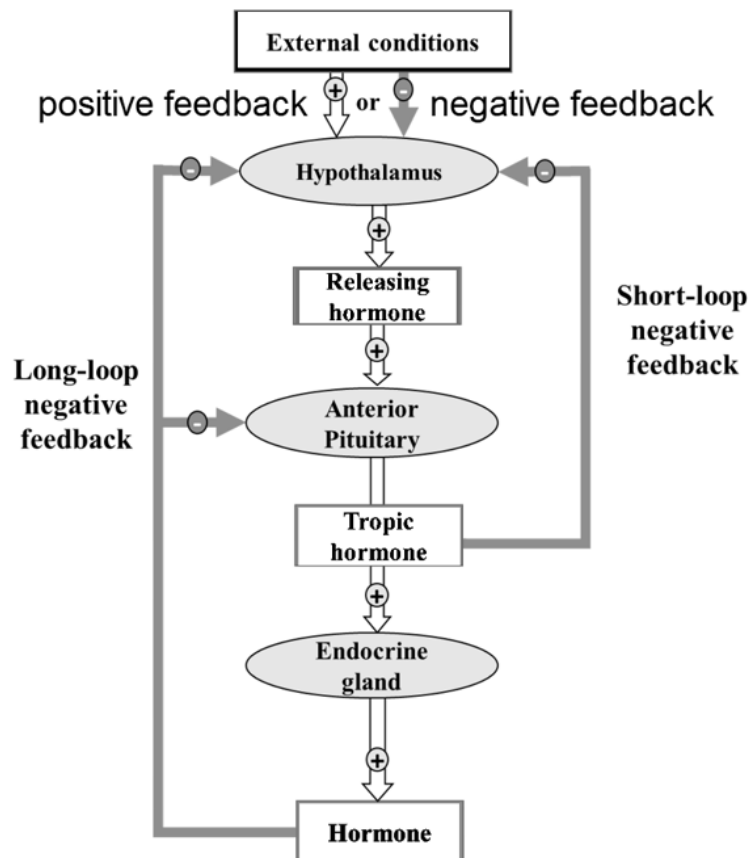 External conditions
positive feedback
+
or
-
negative feedback
-
Hypothalamus
-
+
Releasing
hormone
Short-loop
negative
feedback
+
Long-loop
negative
feedback
-
Anterior
Pituitary
Tropic
hormone
+
Endocrine
gland
+
Hormone